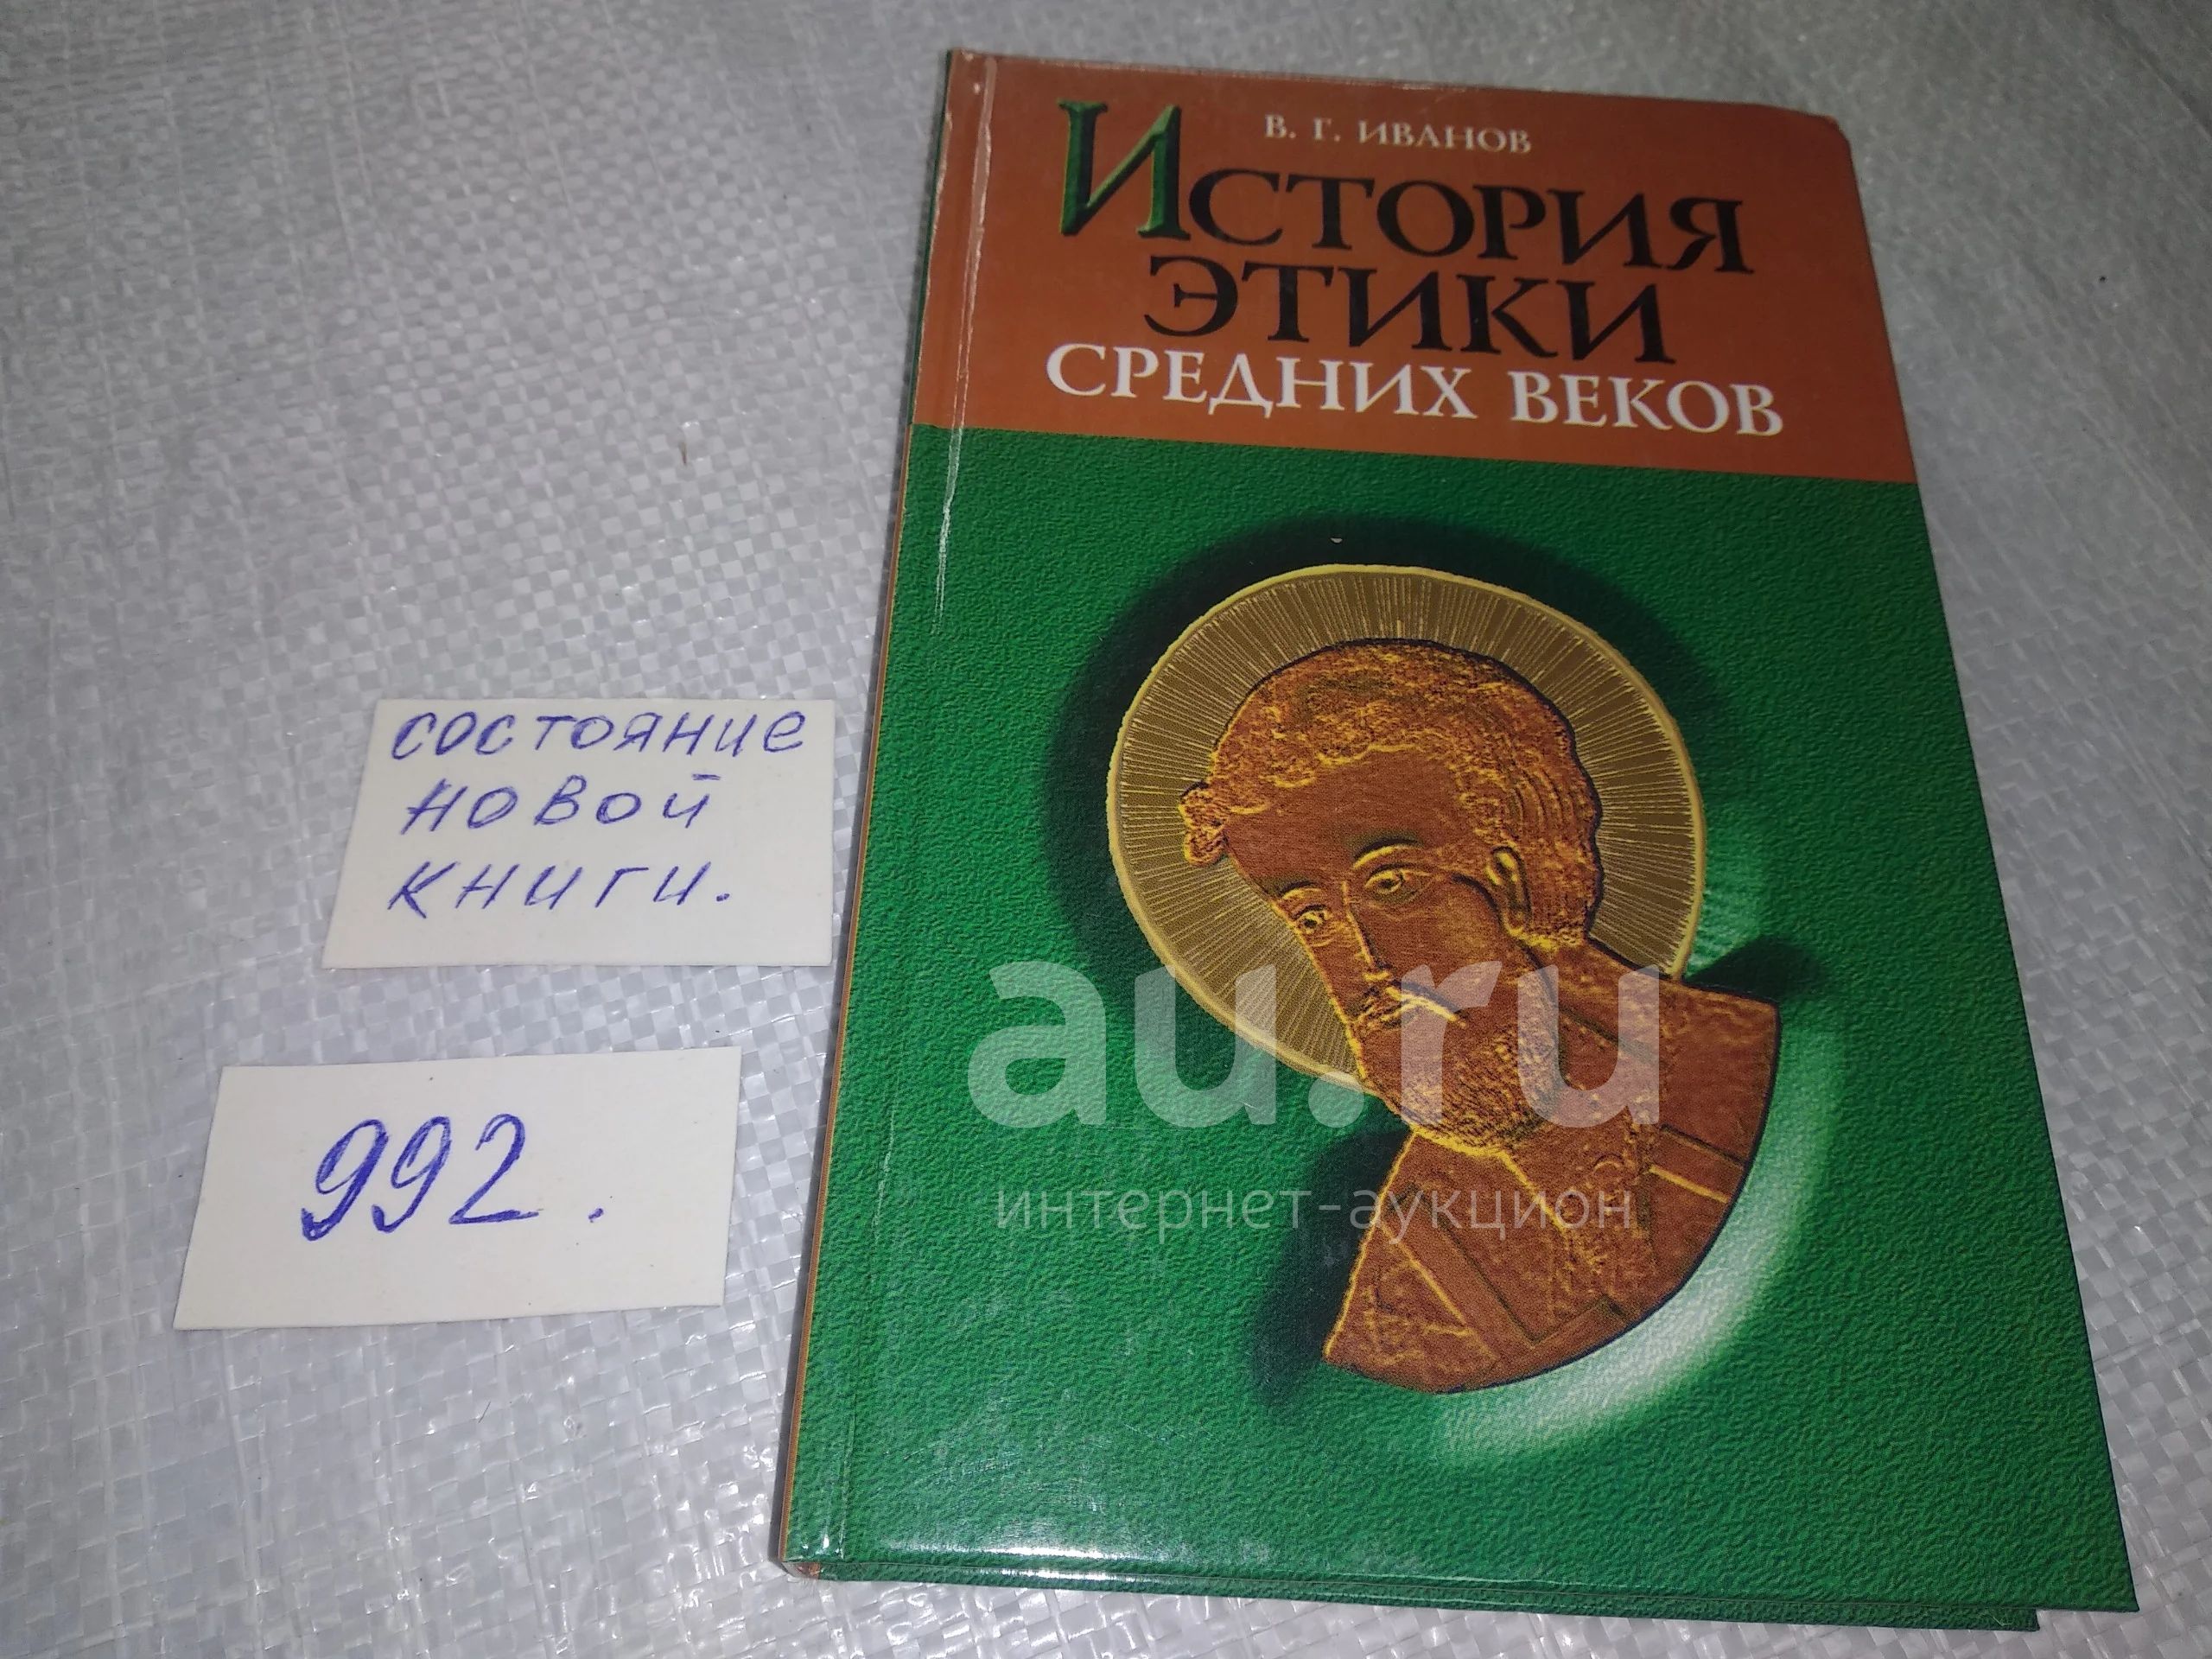 В. Г. ИВАНОВ
ИСТОРИЯ
ЭТИКИ
СРЕДНИХ ВЕКОВ
состояние
новой
книги.
992.
au.ru
интернет-аукцион